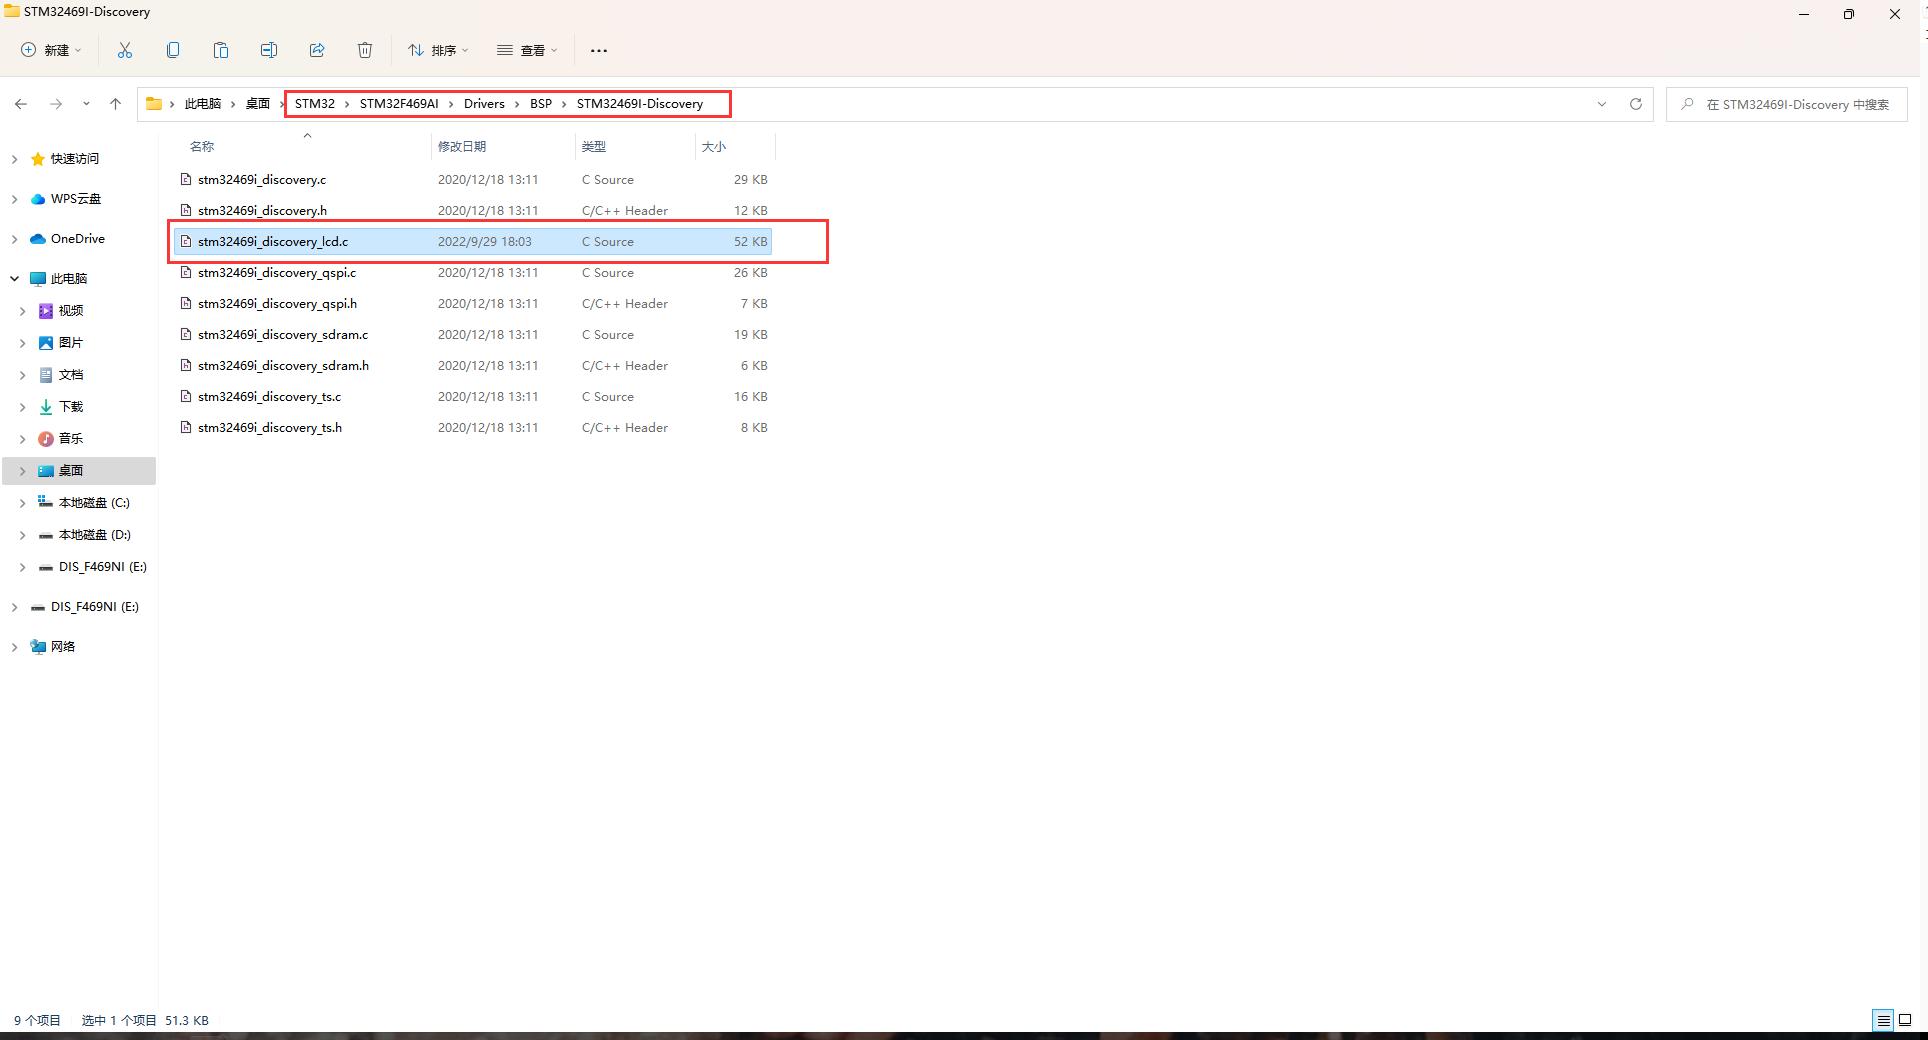 STM32469I-Discovery
新建
排序
查看
此电脑 桌面 STM32 STM32F469AI Drivers BSP STM32469I-Discovery
在 STM32469I-Discovery 中搜索
名称 修改日期 类型 大小
stm32469i_discovery.c 2020/12/18 13:11 C Source 29 KB
stm32469i_discovery.h 2020/12/18 13:11 C/C++ Header 12 KB
stm32469i_discovery_lcd.c 2022/9/29 18:03 C Source 52 KB
stm32469i_discovery_qspi.c 2020/12/18 13:11 C Source 26 KB
stm32469i_discovery_qspi.h 2020/12/18 13:11 C/C++ Header 7 KB
stm32469i_discovery_sdram.c 2020/12/18 13:11 C Source 19 KB
stm32469i_discovery_sdram.h 2020/12/18 13:11 C/C++ Header 6 KB
stm32469i_discovery_ts.c 2020/12/18 13:11 C Source 16 KB
stm32469i_discovery_ts.h 2020/12/18 13:11 C/C++ Header 8 KB
快速访问
WPS云盘
OneDrive
此电脑
视频
图片
文档
下载
音乐
桌面
本地磁盘 (C:)
本地磁盘 (D:)
DIS_F469NI (E:)
DIS_F469NI (E:)
网络
9 个项目 选中 1 个项目 51.3 KB